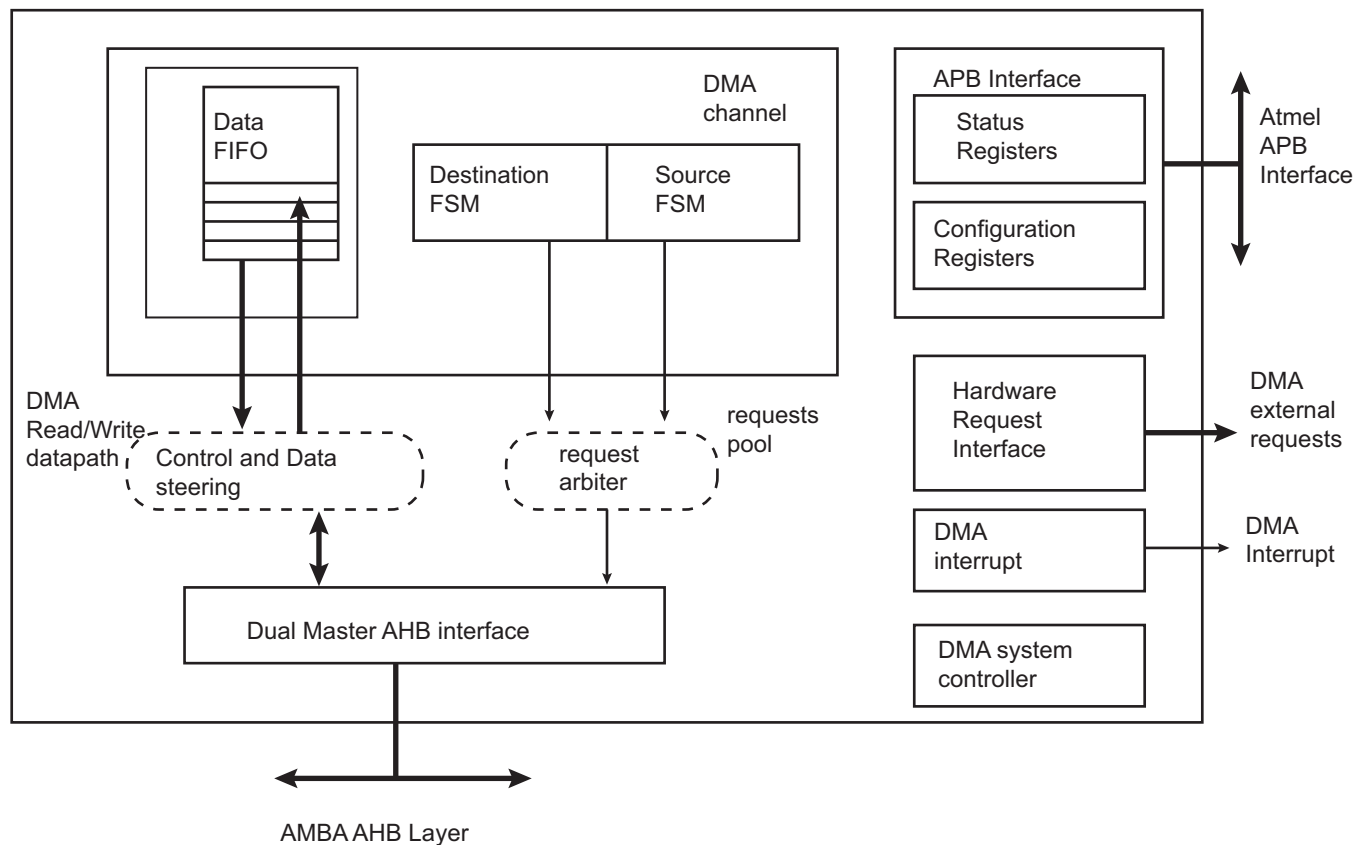 DMA
channel
Data
FIFO
Destination
FSM
Source
FSM
APB Interface
Status
Registers
Configuration
Registers
Atmel
APB
Interface
DMA
Read/Write
datapath
Control and Data
steering
request
arbiter
requests
pool
Hardware
Request
Interface
DMA
external
requests
DMA
interrupt
DMA
Interrupt
Dual Master AHB interface
DMA system
controller
AMBA AHB Layer